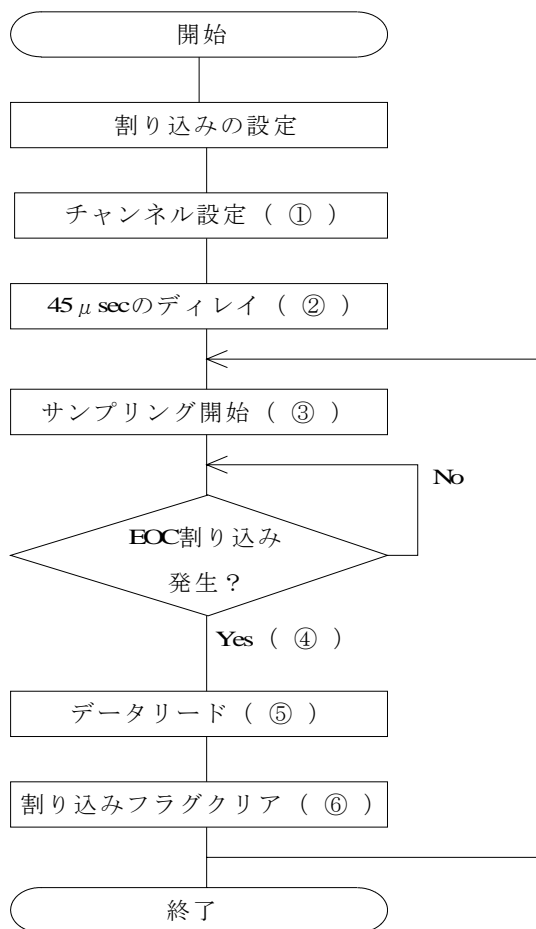 開始
割り込みの設定
チャンネル設定（ ① ）
45μsecのディレイ（ ② ）
サンプリング開始（ ③ ）
No
EOC割り込み
発生？
Yes（ ④ ）
データリード（ ⑤ ）
割り込みフラグクリア（ ⑥ ）
終了